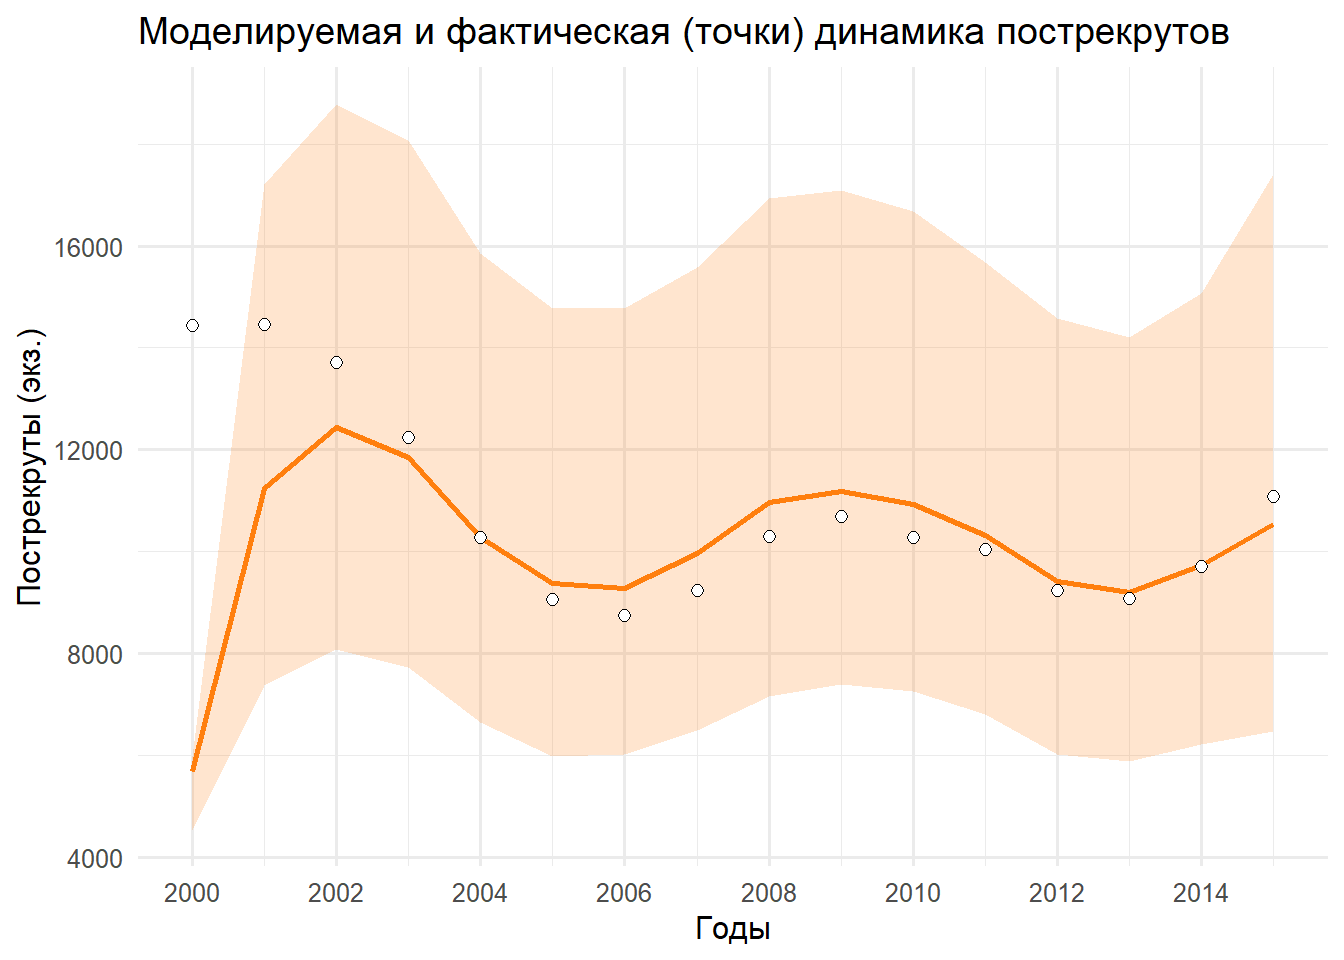 Моделируемая и фактическая (точки) динамика пострекрутов
Пострекруты (экз.)
16000
12000
8000
4000
2000 2002 2004 2006 2008 2010 2012 2014
Годы